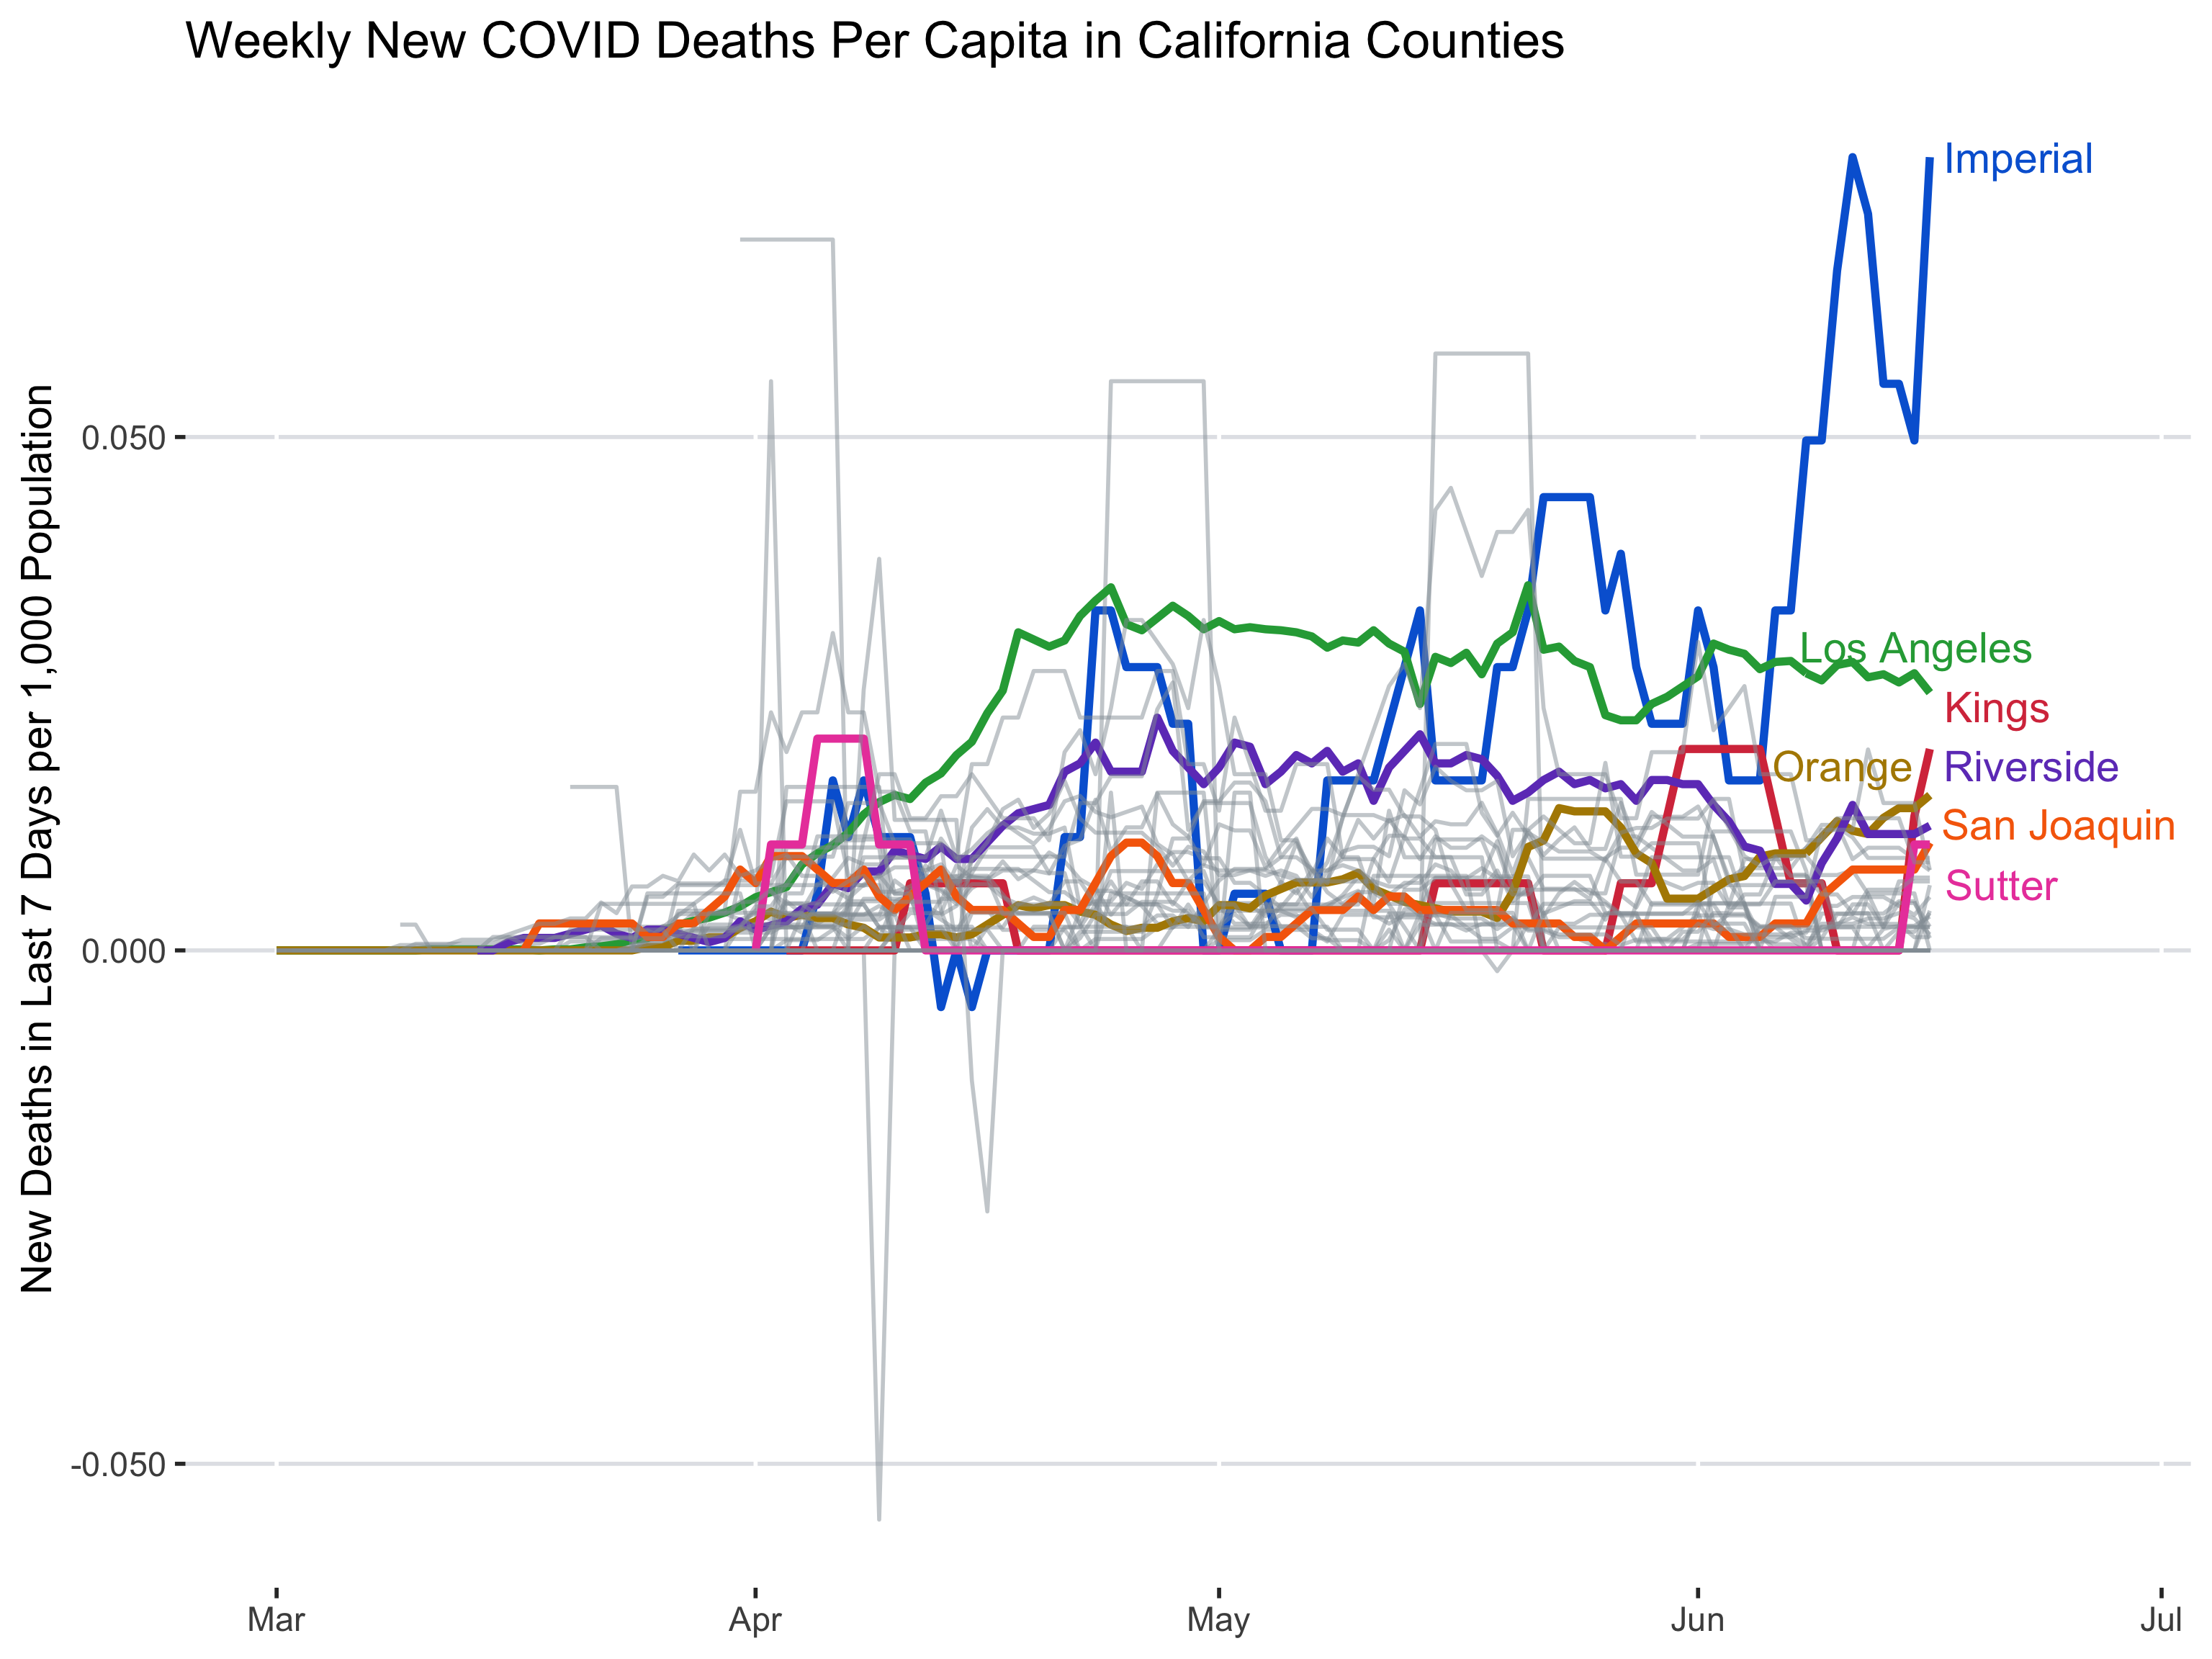 Weekly New COVID Deaths Per Capita in California Counties
New Deaths in Last 7 Days per 1,000 Population
0.050
0.000
-0.050
Imperial
Los Angeles
Kings
Orange
Riverside
San Joaquin
Sutter
Mar
Apr
May
Jun
Jul